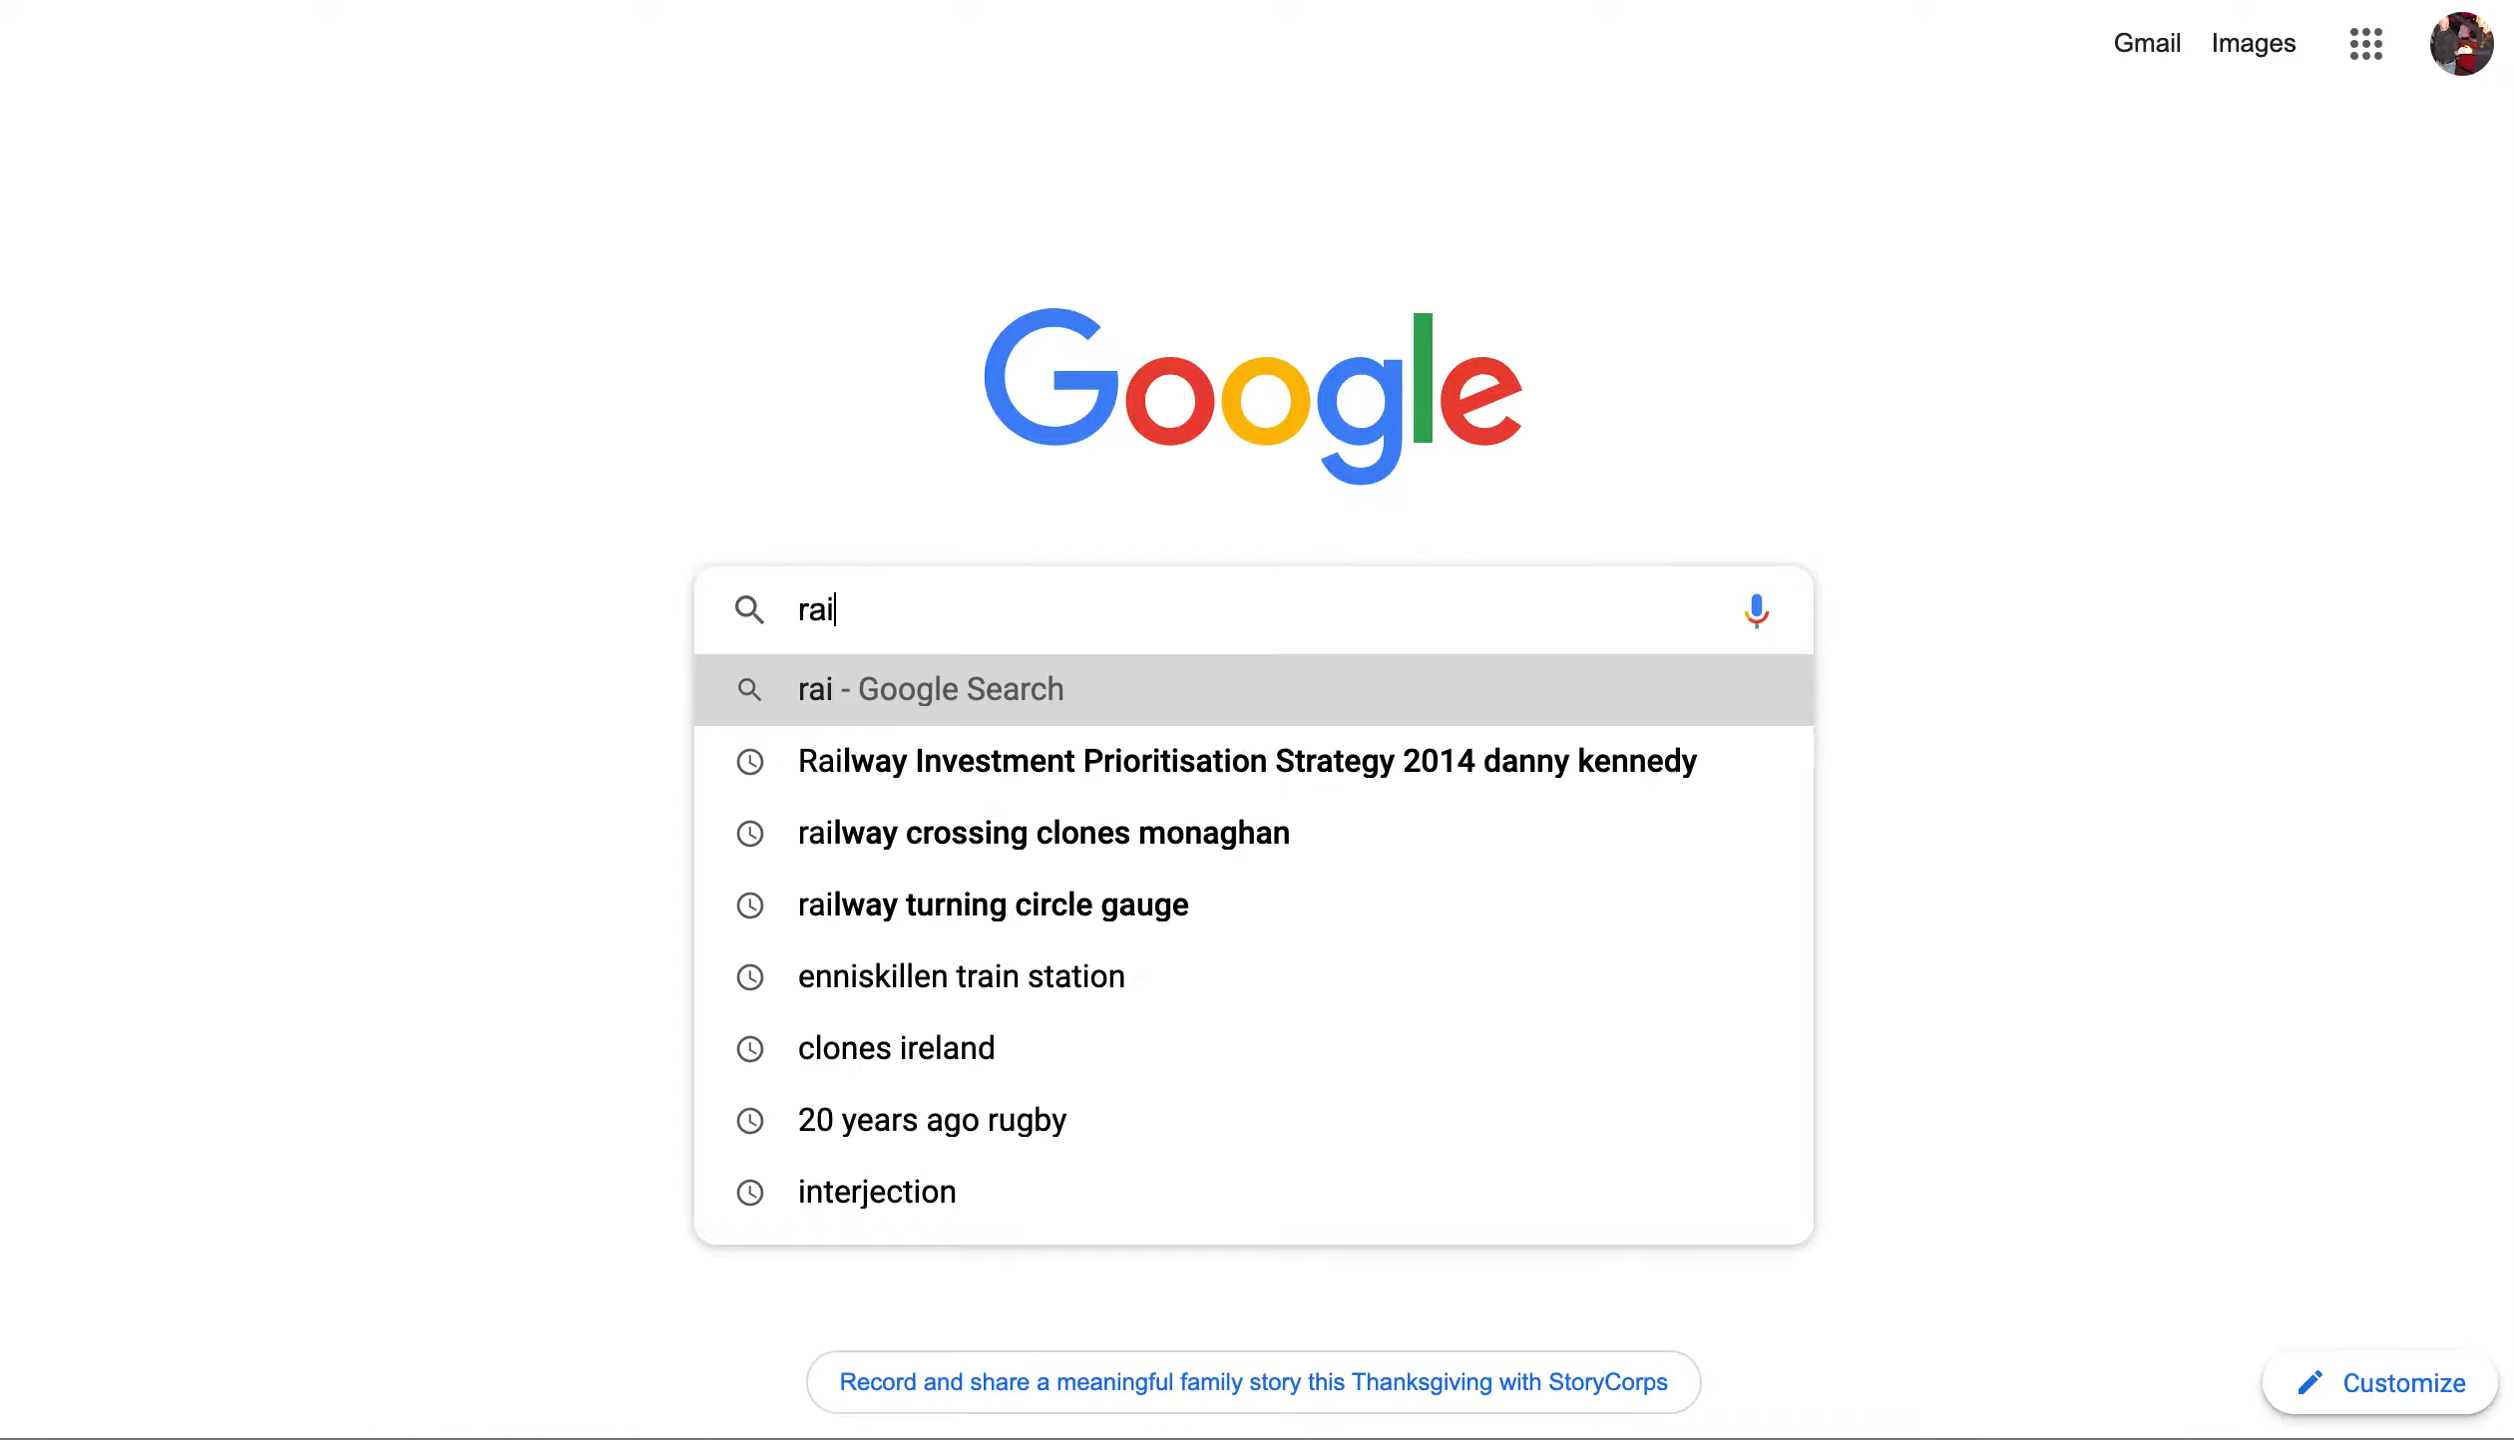 Gmail Images
Google
rai
rai - Google Search
Railway Investment Prioritisation Strategy 2014 danny kennedy
railway crossing clones monaghan
railway turning circle gauge
enniskillen train station
clones ireland
20 years ago rugby
interjection
Record and share a meaningful family story this Thanksgiving with StoryCorps
Customize